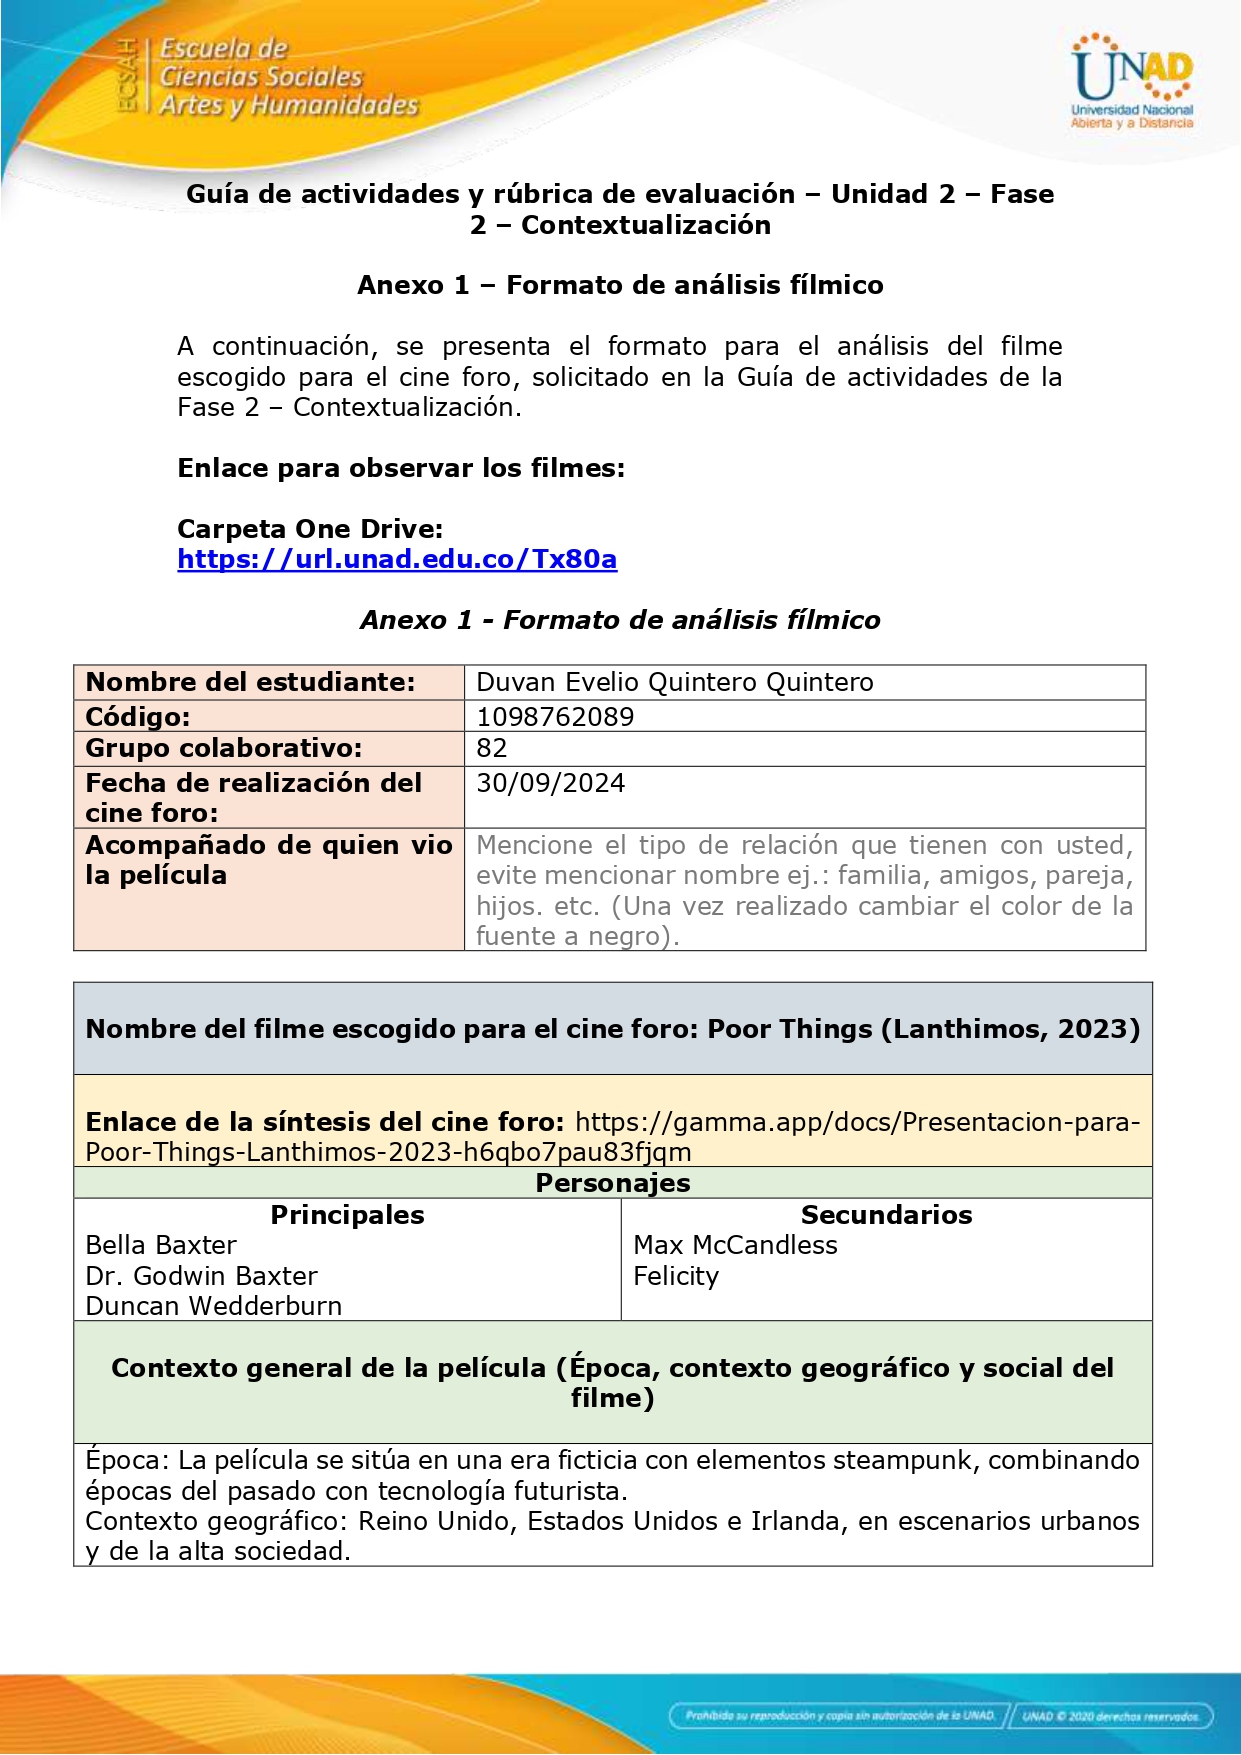 ECSAH
Escuela de
Ciencias Sociales
Artes y Humanidades
UNAD
Universidad Nacional
Abierta y a Distancia
Guía de actividades y rúbrica de evaluación – Unidad 2 – Fase
2 – Contextualización
Anexo 1 – Formato de análisis fílmico
A continuación, se presenta el formato para el análisis del filme
escogido para el cine foro, solicitado en la Guía de actividades de la
Fase 2 – Contextualización.
Enlace para observar los filmes:
Carpeta One Drive:
https://url.unad.edu.co/Tx80a
Anexo 1 - Formato de análisis fílmico
Nombre del estudiante: Duvan Evelio Quintero Quintero
Código: 1098762089
Grupo colaborativo: 82
Fecha de realización del 30/09/2024
cine foro:
Acompañado de quien vio Mencione el tipo de relación que tienen con usted,
la película evite mencionar nombre ej.: familia, amigos, pareja,
hijos. etc. (Una vez realizado cambiar el color de la
fuente a negro).
Nombre del filme escogido para el cine foro: Poor Things (Lanthimos, 2023)
Enlace de la síntesis del cine foro: https://gamma.app/docs/Presentacion-para-
Poor-Things-Lanthimos-2023-h6qbo7pau83fjqm
Personajes
Principales Secundarios
Bella Baxter Max McCandless
Dr. Godwin Baxter Felicity
Duncan Wedderburn
Contexto general de la película (Época, contexto geográfico y social del
filme)
Época: La película se sitúa en una era ficticia con elementos steampunk, combinando
épocas del pasado con tecnología futurista.
Contexto geográfico: Reino Unido, Estados Unidos e Irlanda, en escenarios urbanos
y de la alta sociedad.
Prohibida su reproducción y copia sin autorización de la UNAD. // UNAD © 2020 derechos reservados.